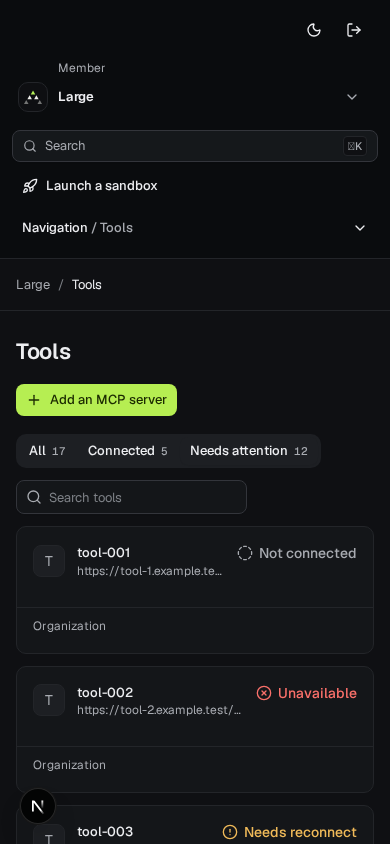 Member
Large
Search
K
Launch a sandbox
Navigation / Tools
Large / Tools
Tools
+ Add an MCP server
All 17 Connected 5 Needs attention 12
Search tools
T tool-001 Not connected
https://tool-1.example.te…
Organization
T tool-002 Unavailable
https://tool-2.example.test/…
Organization
N
T tool-003 Needs reconnect